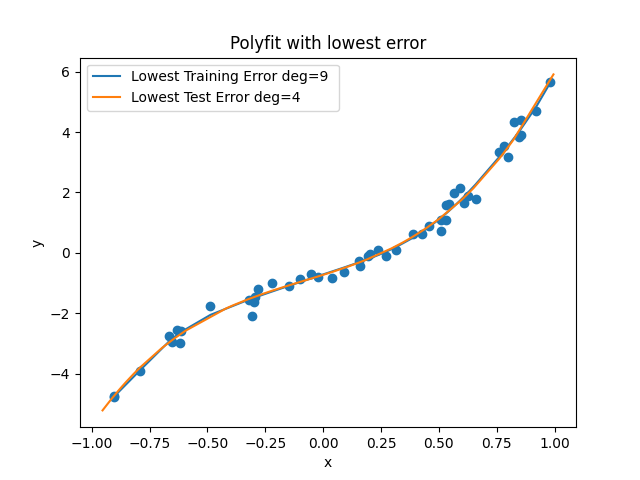 Polyfit with lowest error
Lowest Training Error deg=9
Lowest Test Error deg=4
6
4
2
0
−2
−4
y
−1.00 −0.75 −0.50 −0.25 0.00 0.25 0.50 0.75 1.00
x